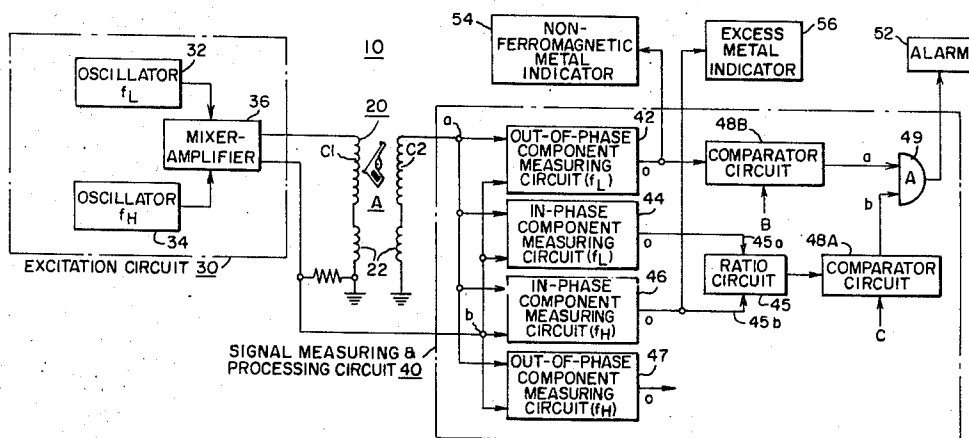 54
NON-
FERROMAGNETIC
METAL
INDICATOR
EXCESS
METAL
INDICATOR
56
52
ALARM
10
32
OSCILLATOR
fL
36
MIXER-
AMPLIFIER
OSCILLATOR
fH
34
EXCITATION CIRCUIT 30
20
C1
C2
A
22
a
b
OUT-OF-PHASE
COMPONENT
MEASURING
CIRCUIT (fL)
42
o
IN-PHASE
COMPONENT
MEASURING
CIRCUIT (fL)
44
o
IN-PHASE
COMPONENT
MEASURING
CIRCUIT (fH)
46
o
OUT-OF-PHASE
COMPONENT
MEASURING
CIRCUIT (fH)
47
o
48B
COMPARATOR
CIRCUIT
B
a
b
A
49
45a
RATIO
CIRCUIT
45
45b
48A
COMPARATOR
CIRCUIT
C
SIGNAL MEASURING &
PROCESSING CIRCUIT 40